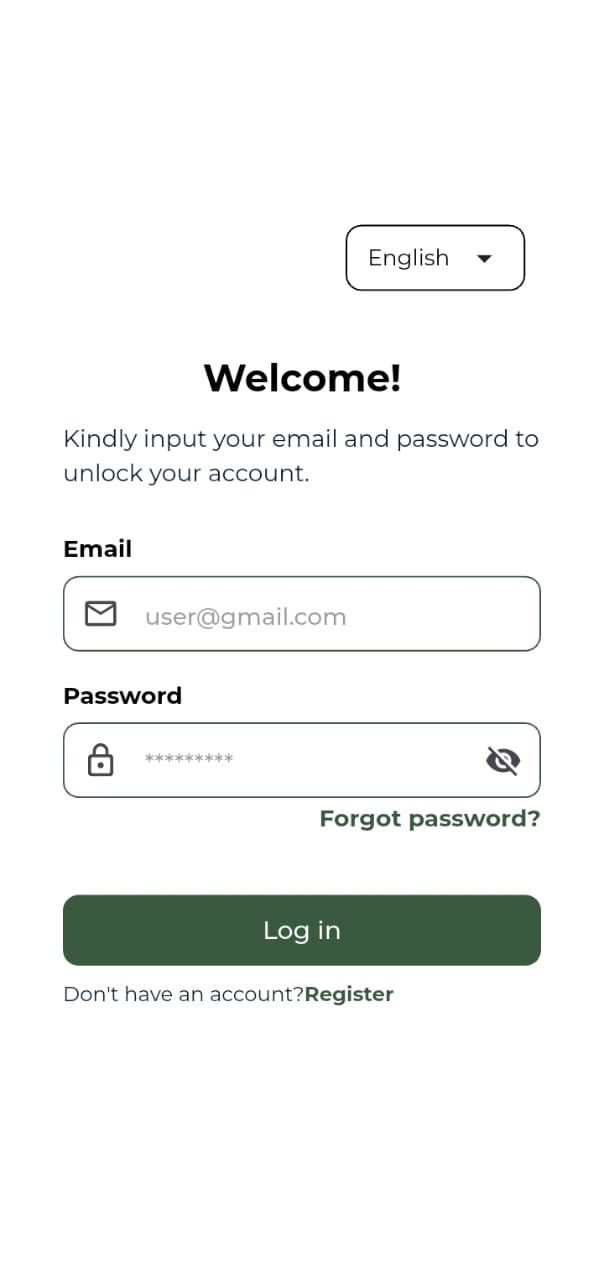 English
Welcome!
Kindly input your email and password to
unlock your account.
Email
user@gmail.com
Password
*********
Forgot password?
Log in
Don't have an account?Register